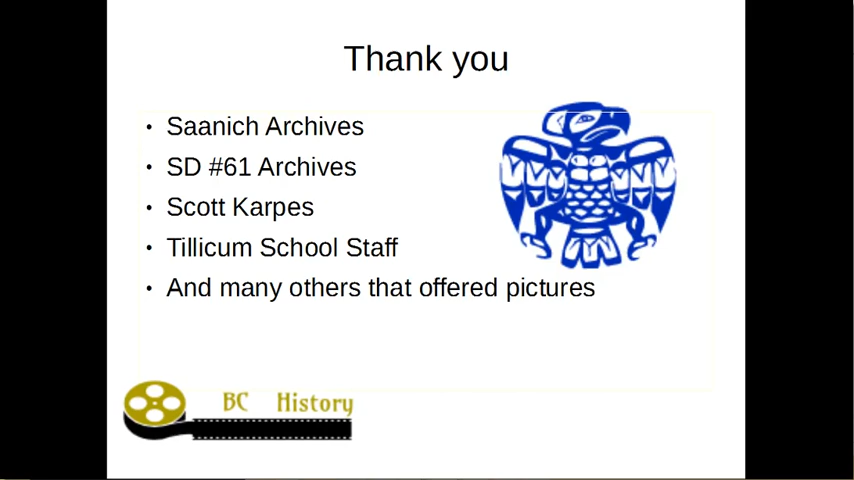 Thank you
• Saanich Archives
• SD #61 Archives
• Scott Karpes
• Tillicum School Staff
• And many others that offered pictures
BC History